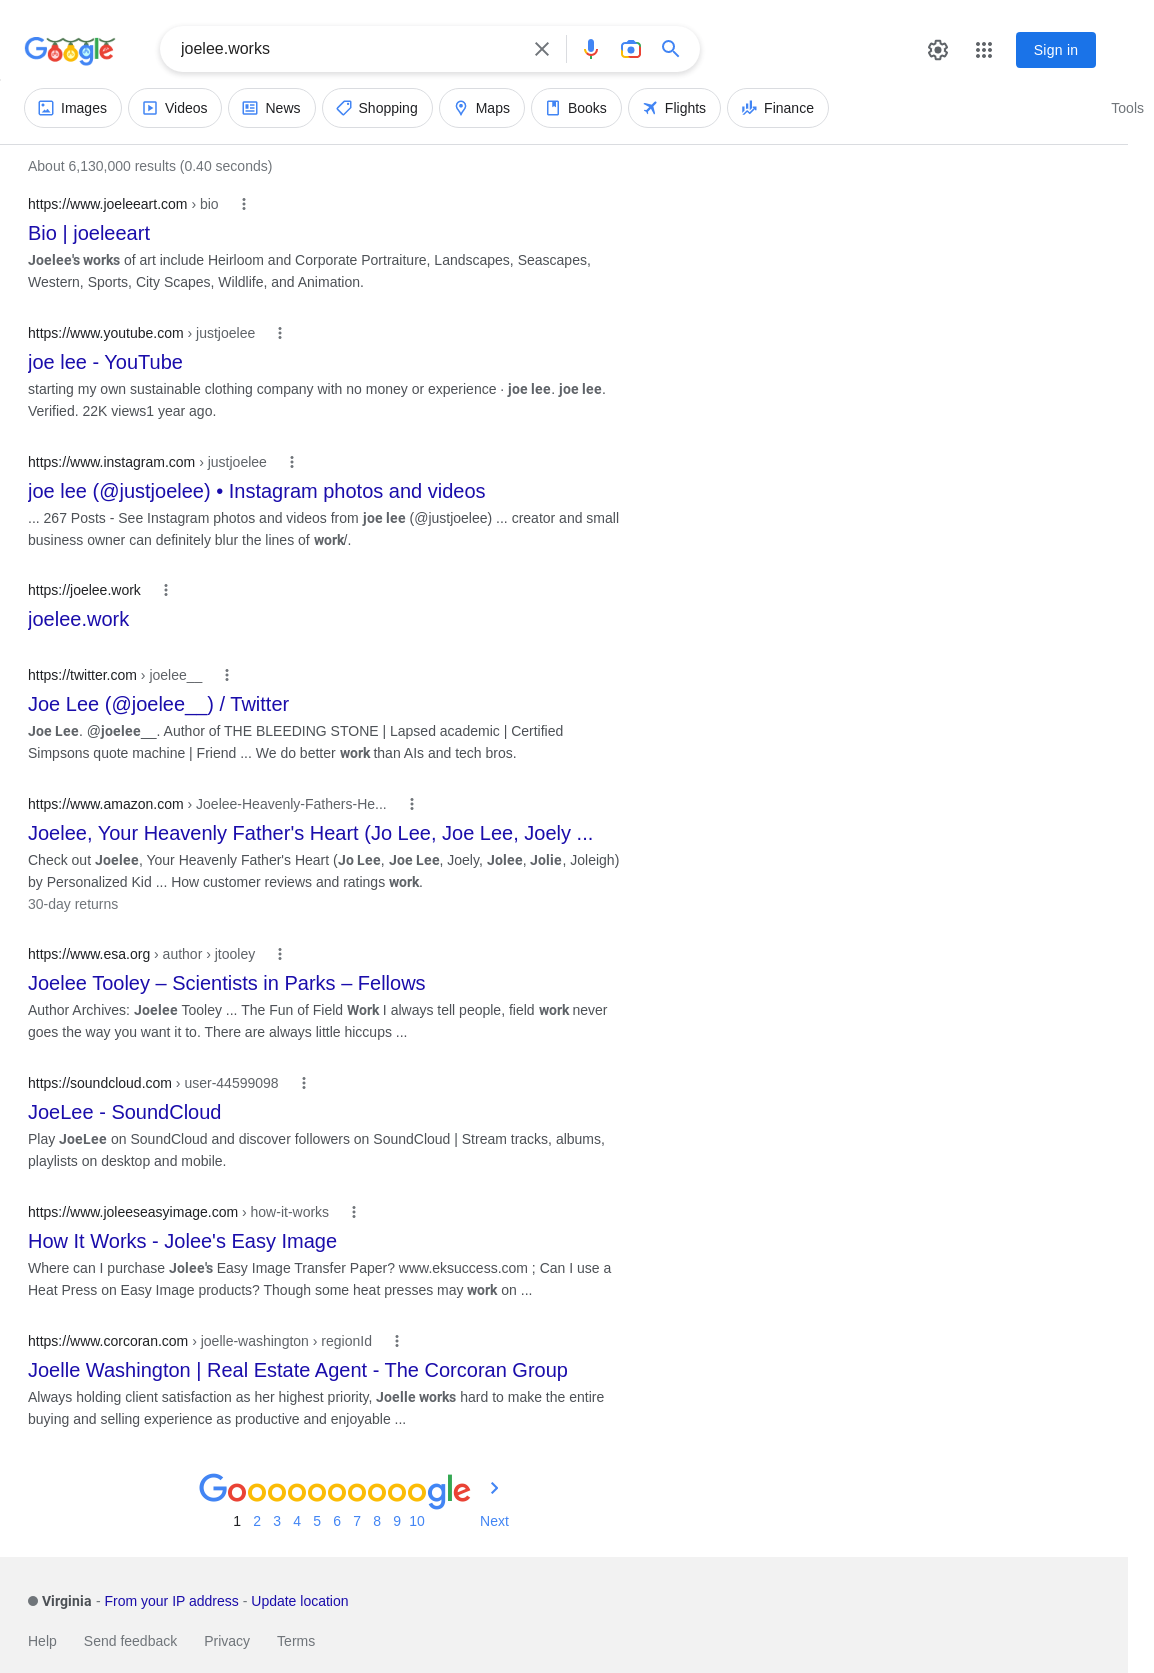 Google
joelee.works
Sign in
Images
Videos
News
Shopping
Maps
Books
Flights
Finance
Tools
About 6,130,000 results (0.40 seconds)
https://www.joeleeart.com › bio
Bio | joeleeart
Joelee's works of art include Heirloom and Corporate Portraiture, Landscapes, Seascapes,
Western, Sports, City Scapes, Wildlife, and Animation.
https://www.youtube.com › justjoelee
joe lee - YouTube
starting my own sustainable clothing company with no money or experience · joe lee. joe lee.
Verified. 22K views1 year ago.
https://www.instagram.com › justjoelee
joe lee (@justjoelee) • Instagram photos and videos
... 267 Posts - See Instagram photos and videos from joe lee (@justjoelee) ... creator and small
business owner can definitely blur the lines of work/.
https://joelee.work
joelee.work
https://twitter.com › joelee__
Joe Lee (@joelee__) / Twitter
Joe Lee. @joelee__. Author of THE BLEEDING STONE | Lapsed academic | Certified
Simpsons quote machine | Friend ... We do better work than AIs and tech bros.
https://www.amazon.com › Joelee-Heavenly-Fathers-He...
Joelee, Your Heavenly Father's Heart (Jo Lee, Joe Lee, Joely ...
Check out Joelee, Your Heavenly Father's Heart (Jo Lee, Joe Lee, Joely, Jolee, Jolie, Joleigh)
by Personalized Kid ... How customer reviews and ratings work.
30-day returns
https://www.esa.org › author › jtooley
Joelee Tooley – Scientists in Parks – Fellows
Author Archives: Joelee Tooley ... The Fun of Field Work I always tell people, field work never
goes the way you want it to. There are always little hiccups ...
https://soundcloud.com › user-44599098
JoeLee - SoundCloud
Play JoeLee on SoundCloud and discover followers on SoundCloud | Stream tracks, albums,
playlists on desktop and mobile.
https://www.joleeseasyimage.com › how-it-works
How It Works - Jolee's Easy Image
Where can I purchase Jolee's Easy Image Transfer Paper? www.eksuccess.com ; Can I use a
Heat Press on Easy Image products? Though some heat presses may work on ...
https://www.corcoran.com › joelle-washington › regionId
Joelle Washington | Real Estate Agent - The Corcoran Group
Always holding client satisfaction as her highest priority, Joelle works hard to make the entire
buying and selling experience as productive and enjoyable ...
Goooooooooogle
1 2 3 4 5 6 7 8 9 10 Next
Virginia - From your IP address - Update location
Help Send feedback Privacy Terms